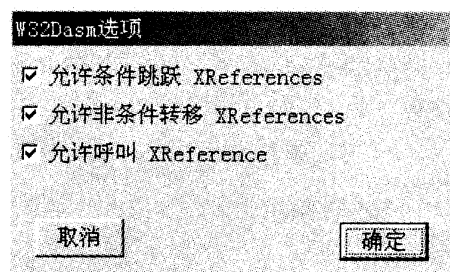 W32Dasm选项
允许条件跳跃 XReferences
允许非条件转移 XReferences
允许呼叫 XReference
取消 确定